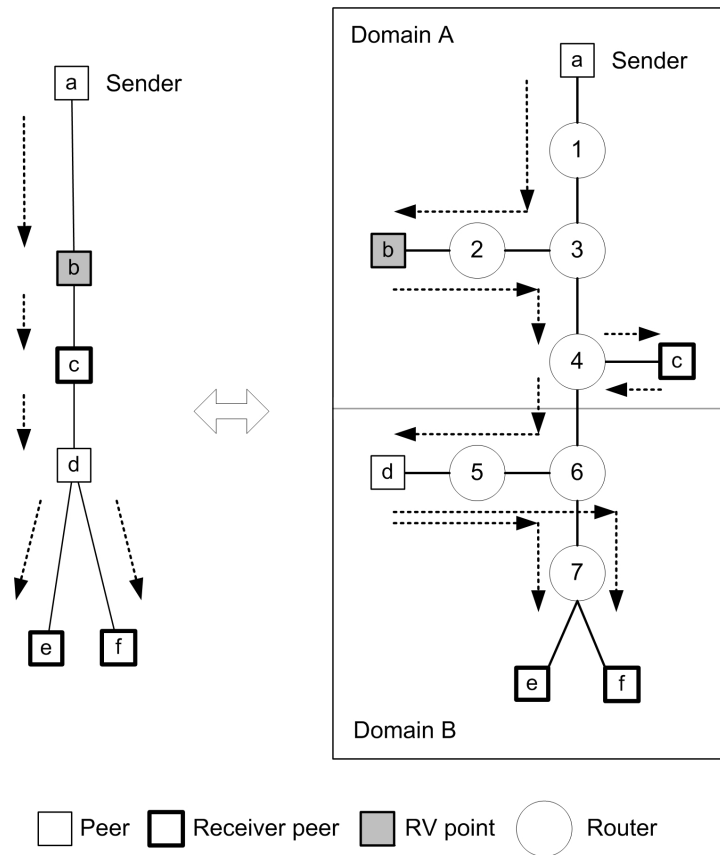 a Sender
b
c
d
e f
Domain A
a Sender
1
b 2 3
4 c
d 5 6
7
e f
Domain B
Peer Receiver peer RV point Router